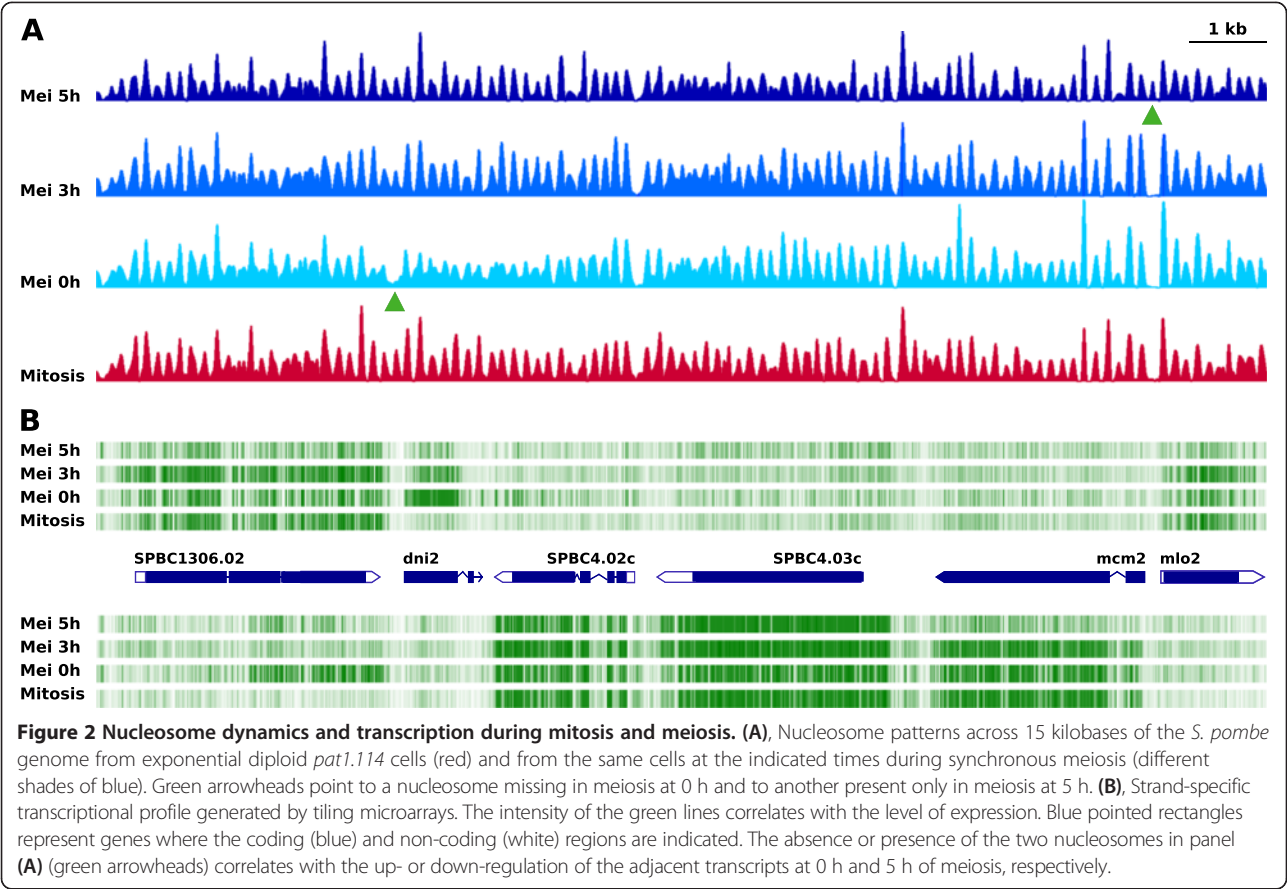 A
1 kb
Mei 5h
Mei 3h
Mei 0h
Mitosis
B
Mei 5h
Mei 3h
Mei 0h
Mitosis
SPBC1306.02 dni2 SPBC4.02c SPBC4.03c mcm2 mlo2
Mei 5h
Mei 3h
Mei 0h
Mitosis
Figure 2 Nucleosome dynamics and transcription during mitosis and meiosis. (A), Nucleosome patterns across 15 kilobases of the S. pombe
genome from exponential diploid pat1.114 cells (red) and from the same cells at the indicated times during synchronous meiosis (different
shades of blue). Green arrowheads point to a nucleosome missing in meiosis at 0 h and to another present only in meiosis at 5 h. (B), Strand-specific
transcriptional profile generated by tiling microarrays. The intensity of the green lines correlates with the level of expression. Blue pointed rectangles
represent genes where the coding (blue) and non-coding (white) regions are indicated. The absence or presence of the two nucleosomes in panel
(A) (green arrowheads) correlates with the up- or down-regulation of the adjacent transcripts at 0 h and 5 h of meiosis, respectively.